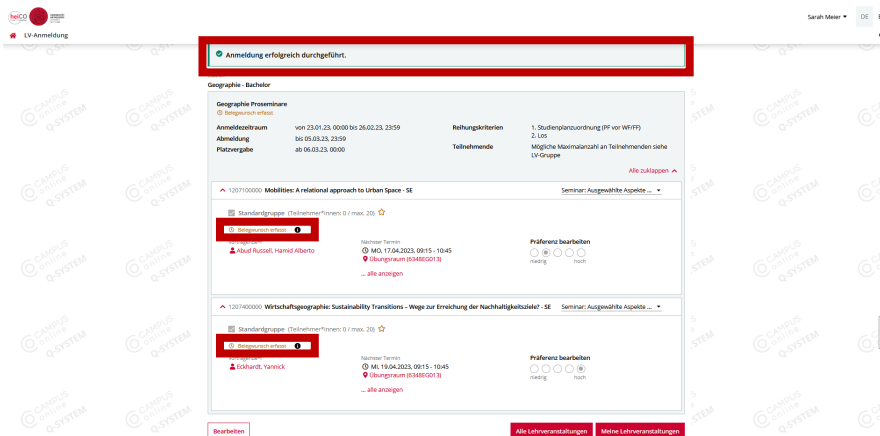 heiCO
Sarah Meier
DE
LV-Anmeldung
Anmeldung erfolgreich durchgeführt.
Geographie - Bachelor
Geographie Proseminare
Belegwunsch erfasst
Anmeldezeitraum von 23.01.23, 00:00 bis 26.02.23, 23:59 Reihungskriterien 1. Studienplanzuordnung (PF vor WF/FF)
Abmeldung bis 05.03.23, 23:59 2. Los
Platzvergabe ab 06.03.23, 00:00 Teilnehmende Mögliche Maximalanzahl an Teilnehmenden siehe
LV-Gruppe
Alle zuklappen
1207100000 Mobilities: A relational approach to Urban Space - SE Seminar: Ausgewählte Aspekte ...
Standardgruppe (Teilnehmer*innen: 0 / max. 20)
Belegwunsch erfasst
Nächster Termin Präferenz bearbeiten
Abud Russell, Hamid Alberto MO, 17.04.2023, 09:15 - 10:45
Übungsraum (6348EG013) niedrig hoch
... alle anzeigen
1207400000 Wirtschaftsgeographie: Sustainability Transitions – Wege zur Erreichung der Nachhaltigkeitsziele? - SE Seminar: Ausgewählte Aspekte ...
Standardgruppe (Teilnehmer*innen: 0 / max. 20)
Belegwunsch erfasst
Nächster Termin Präferenz bearbeiten
Eckhardt, Yannick MI, 19.04.2023, 09:15 - 10:45
Übungsraum (6348EG013) niedrig hoch
... alle anzeigen
Bearbeiten Alle Lehrveranstaltungen Meine Lehrveranstaltungen
CAMPUS online Q-SYSTEM